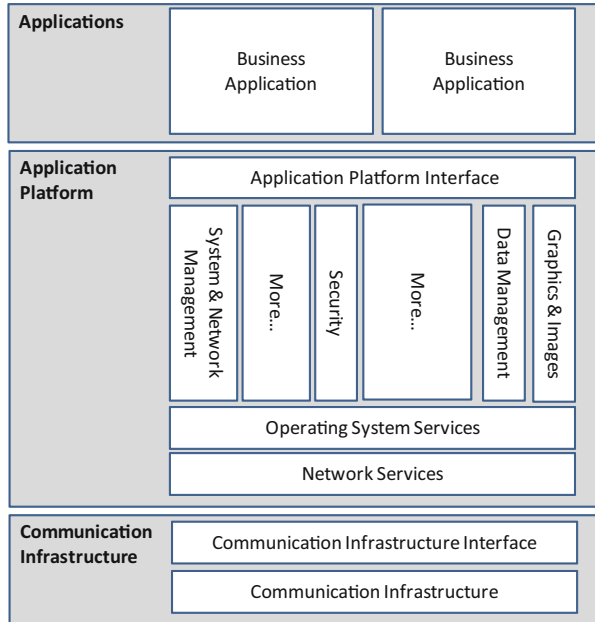 Applications
Business
Application
Business
Application
Application
Platform
Application Platform Interface
System & Network
Management
More...
Security
More...
Data Management
Graphics & Images
Operating System Services
Network Services
Communication
Infrastructure
Communication Infrastructure Interface
Communication Infrastructure